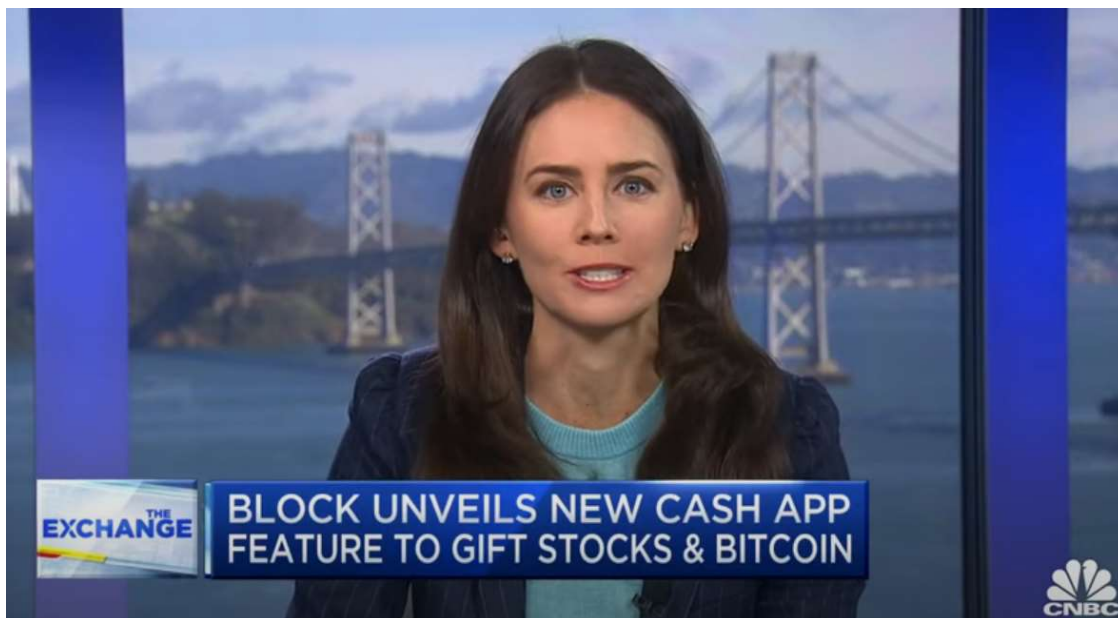 THE
EXCHANGE
BLOCK UNVEILS NEW CASH APP
FEATURE TO GIFT STOCKS & BITCOIN
CNBC